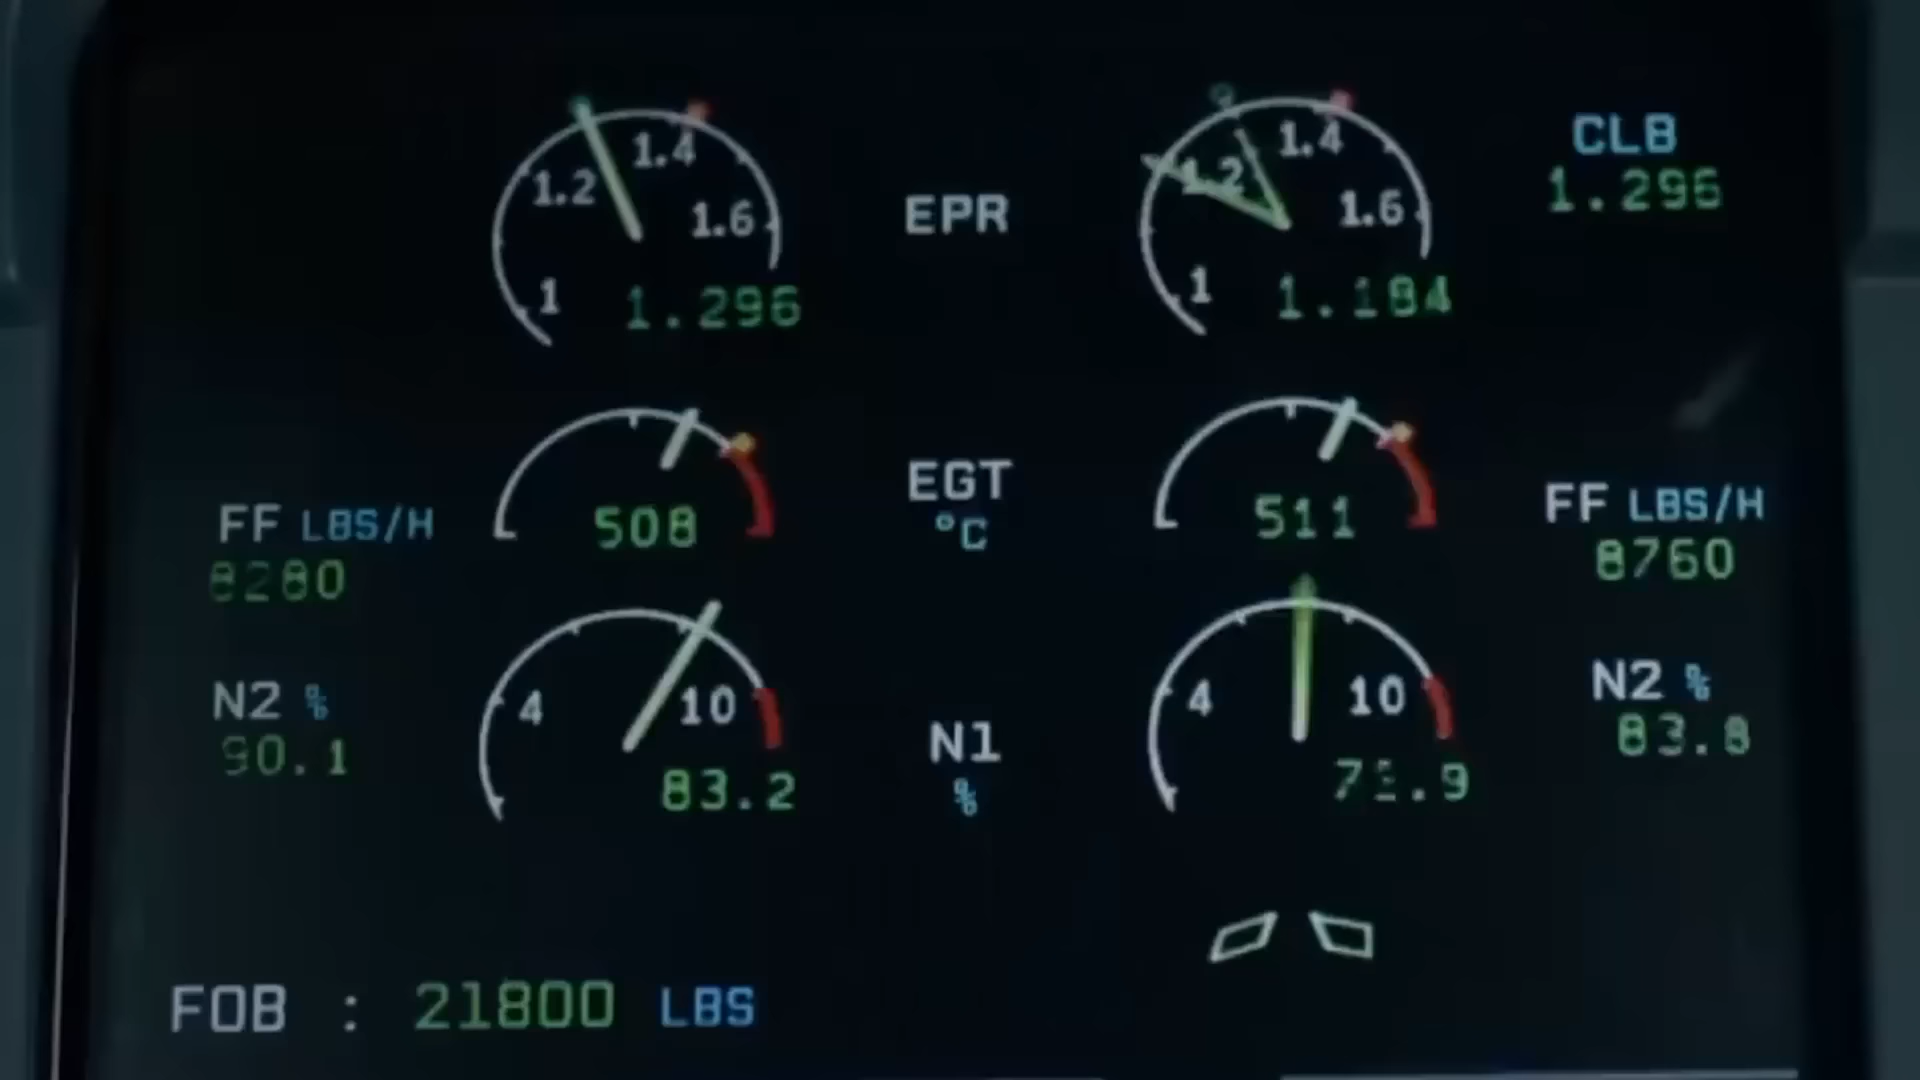 1.4 1.4 CLB
1.2 1.2 1.296
1.6 EPR 1.6
1 1.296 1 1.184
EGT
508 °C 511
FF LBS/H FF LBS/H
8280 8760
4 10 4 10
N2 % N2 %
90.1 83.8
N1
83.2 %
FOB : 21800 LBS